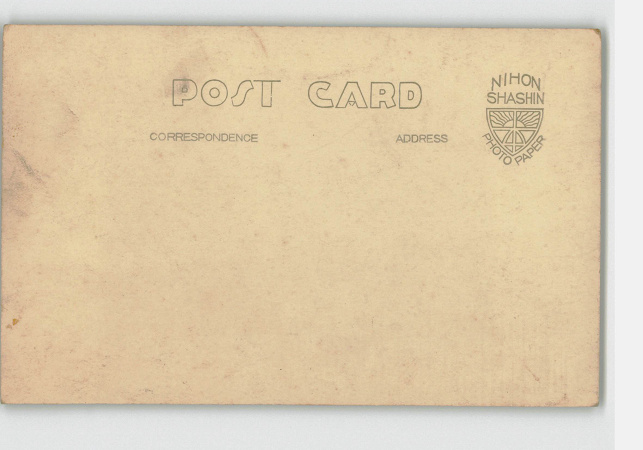 POST CARD
CORRESPONDENCE
ADDRESS
NIHON
SHASHIN
PHOTO PAPER